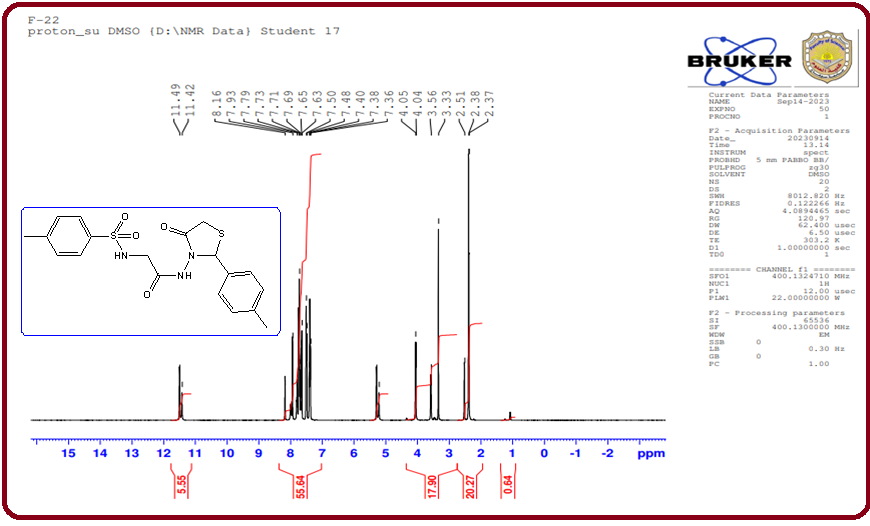 F-22
proton_su DMSO {D:\NMR Data} Student 17
11.49
11.42
8.16
7.93
7.79
7.73
7.71
7.69
7.65
7.63
7.50
7.48
7.40
7.38
7.36
4.05
4.04
3.56
3.33
2.51
2.38
2.37
BRUKER
Current Data Parameters
NAME Sep14-2023
EXPNO 50
PROCNO 1
F2 - Acquisition Parameters
Date_ 20230914
Time 13.14
INSTRUM spect
PROBHD 5 mm PABBO BB/
PULPROG zg30
SOLVENT DMSO
NS 20
DS 2
SWH 8012.820 Hz
FIDRES 0.122266 Hz
AQ 4.0894465 sec
RG 120.97
DW 62.400 usec
DE 6.50 usec
TE 303.2 K
D1 1.00000000 sec
TD0 1
======== CHANNEL f1 ========
SFO1 400.1324710 MHz
NUC1 1H
P1 12.00 usec
PLW1 22.00000000 W
F2 - Processing parameters
SI 65536
SF 400.1300000 MHz
WDW EM
SSB 0
LB 0.30 Hz
GB 0
PC 1.00
O
O
S
O
HN
O
NH
N
O
S
15 14 13 12 11 10 9 8 7 6 5 4 3 2 1 0 -1 -2 ppm
5.55
55.64
17.90
20.27
0.64